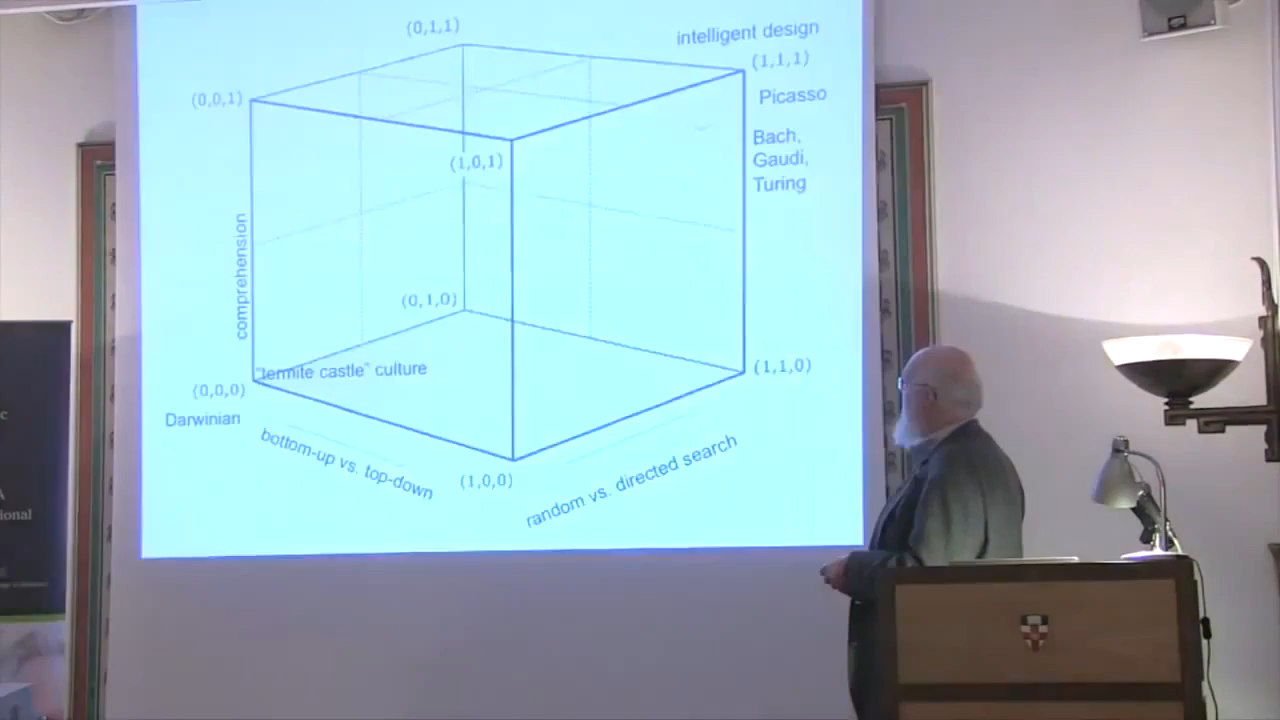 (0,1,1)
intelligent design
(1,1,1)
(0,0,1)
Picasso
Bach,
(1,0,1)
Gaudi,
Turing
comprehension
(0,1,0)
"termite castle" culture
(1,1,0)
(0,0,0)
Darwinian
bottom-up vs. top-down
random vs. directed search
(1,0,0)
ional